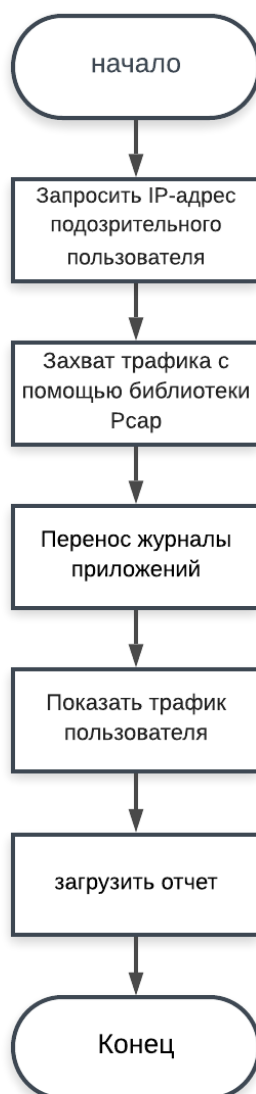 начало
Запросить IP-адрес
подозрительного
пользователя
Захват трафика с
помощью библиотеки
Pcap
Перенос журналы
приложений
Показать трафик
пользователя
загрузить отчет
Конец